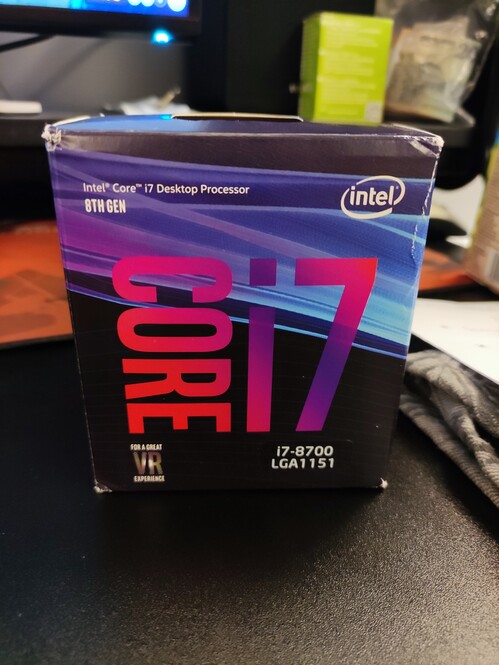 Intel® Core™ i7 Desktop Processor
8TH GEN
intel®
CORE i7
FOR A GREAT
VR
EXPERIENCE
i7-8700
LGA1151